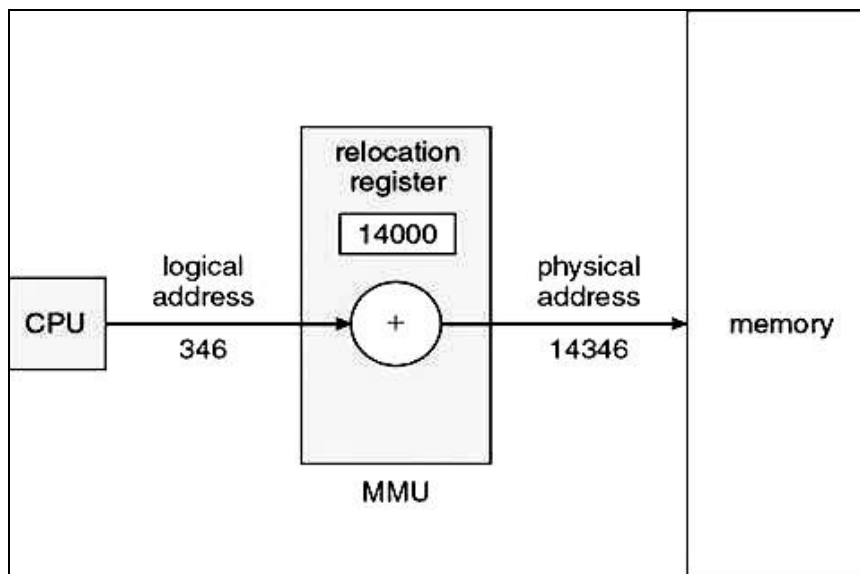 relocation
register
14000
logical
address
346
CPU
+
physical
address
14346
memory
MMU